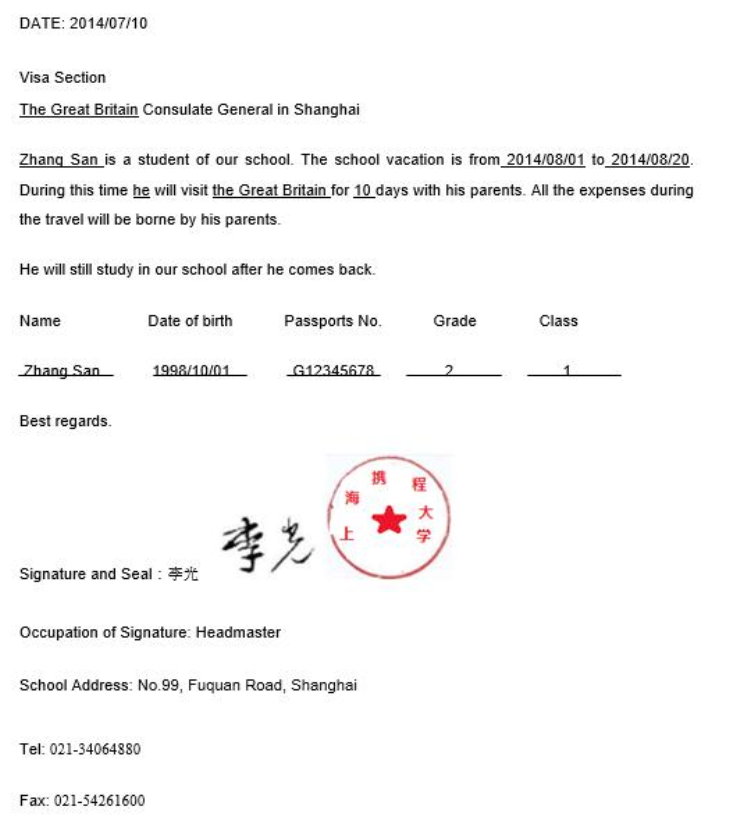 DATE: 2014/07/10
Visa Section
The Great Britain Consulate General in Shanghai
Zhang San is a student of our school. The school vacation is from 2014/08/01 to 2014/08/20.
During this time he will visit the Great Britain for 10 days with his parents. All the expenses during
the travel will be borne by his parents.
He will still study in our school after he comes back.
Name Date of birth Passports No. Grade Class
Zhang San 1998/10/01 G12345678 2 1
Best regards.
上海携程大学
李光
Signature and Seal : 李光
Occupation of Signature: Headmaster
School Address: No.99, Fuquan Road, Shanghai
Tel: 021-34064880
Fax: 021-54261600